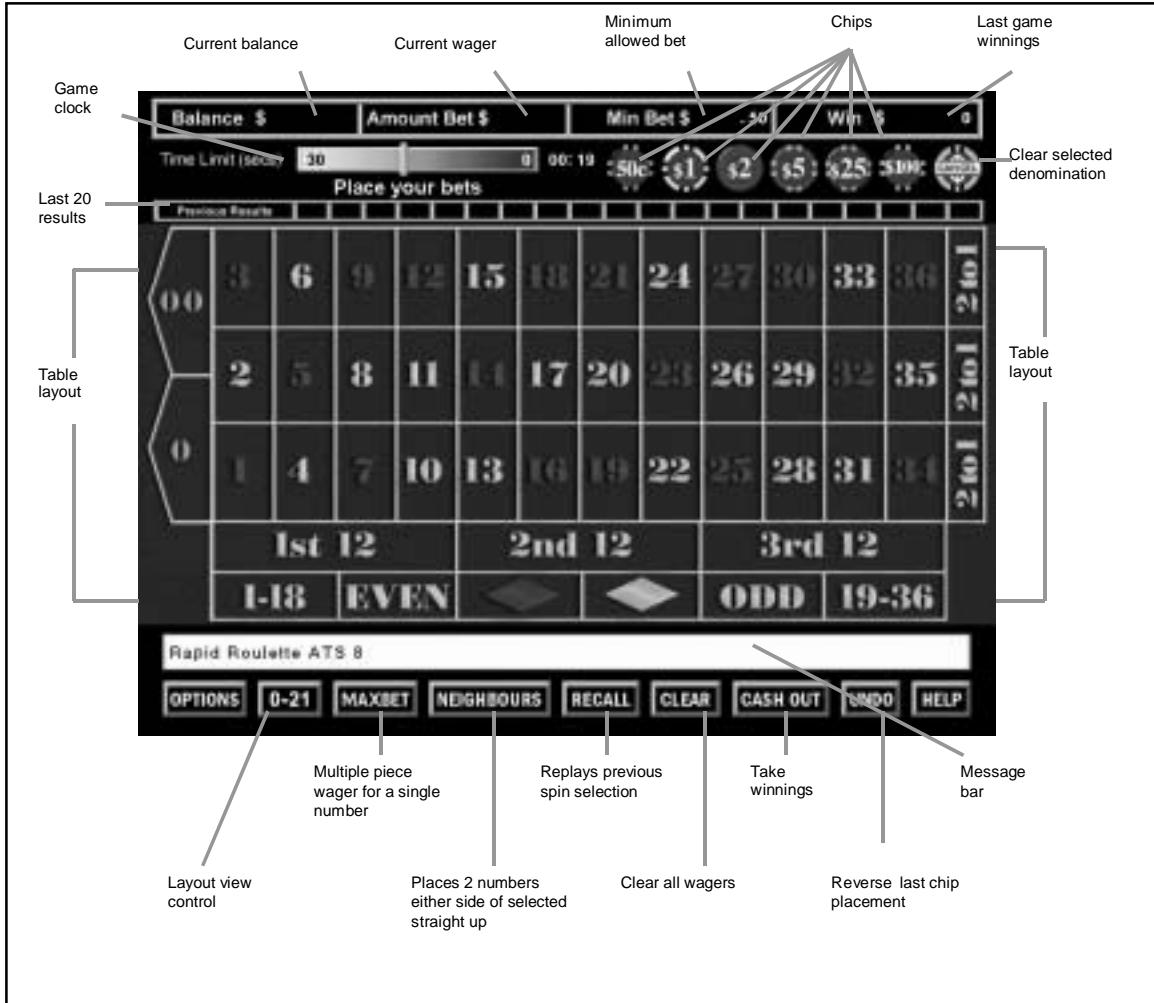 Minimum
allowed bet
Chips
Last game
winnings
Current balance
Current wager
Game
clock
Balance $
Amount Bet $
Min Bet $ .50
Win $ 0
Time Limit (secs)
30 0 00: 19
50c $1 $2 $5 $25 $100
Clear selected
denomination
Place your bets
Last 20
results
Previous Results
00
3 6 9 12 15 18 21 24 27 30 33 36 2 to 1
2 5 8 11 14 17 20 23 26 29 32 35 2 to 1
0
1 4 7 10 13 16 19 22 25 28 31 34 2 to 1
Table
layout
Table
layout
1st 12 2nd 12 3rd 12
1-18 EVEN ODD 19-36
Rapid Roulette ATS 8
OPTIONS 0-21 MAXBET NEIGHBOURS RECALL CLEAR CASH OUT UNDO HELP
Multiple piece
wager for a single
number
Replays previous
spin selection
Take
winnings
Message
bar
Layout view
control
Places 2 numbers
either side of selected
straight up
Clear all wagers
Reverse last chip
placement